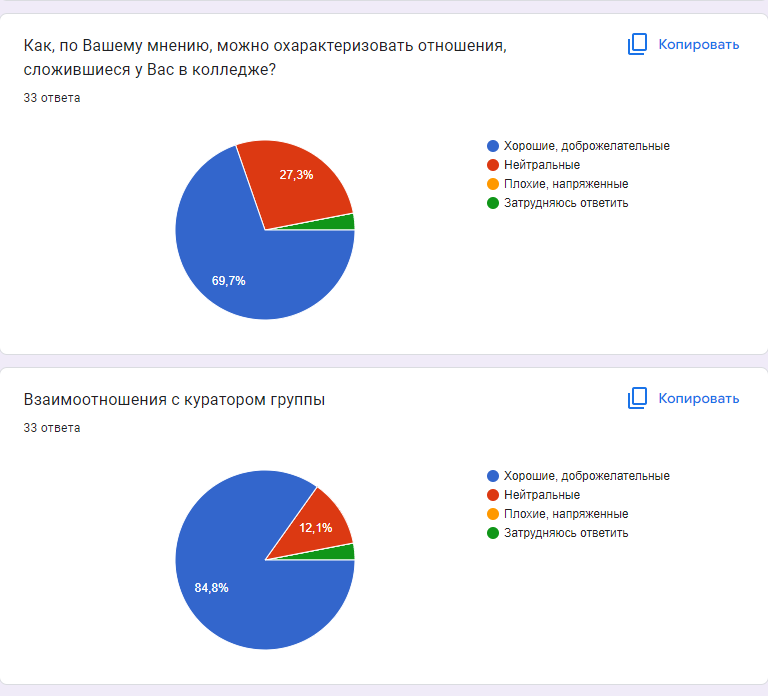 Как, по Вашему мнению, можно охарактеризовать отношения,
сложившиеся у Вас в колледже?
Копировать
33 ответа
27,3%
69,7%
Хорошие, доброжелательные
Нейтральные
Плохие, напряженные
Затрудняюсь ответить
Взаимоотношения с куратором группы
Копировать
33 ответа
12,1%
84,8%
Хорошие, доброжелательные
Нейтральные
Плохие, напряженные
Затрудняюсь ответить